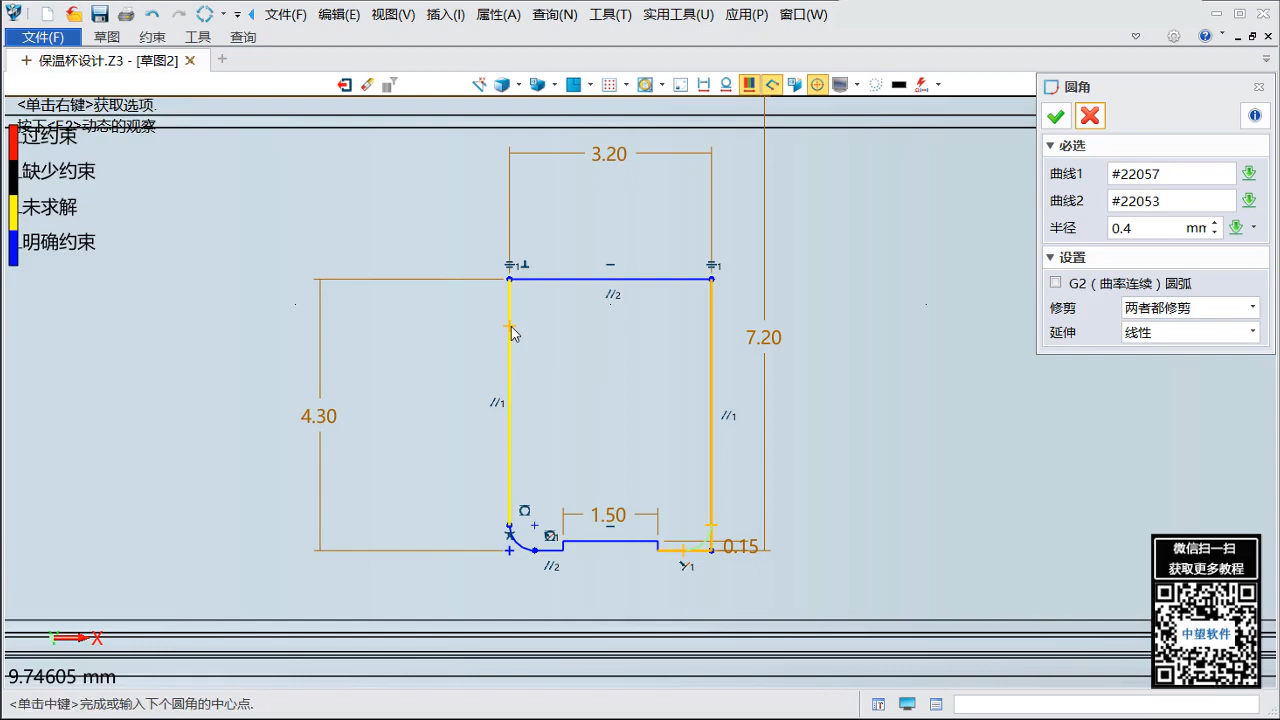 文件(F) 编辑(E) 视图(V) 插入(I) 属性(A) 查询(N) 工具(T) 实用工具(U) 应用(P) 窗口(W)
文件(F) 草图 约束 工具 查询
保温杯设计.Z3 - [草图2]
<单击右键>获取选项.
按下<F2>动态的观察
过约束
缺少约束
未求解
明确约束
3.20
7.20
4.30
1.50
0.15
圆角
必选
曲线1 #22057
曲线2 #22053
半径 0.4 mm
设置
G2（曲率连续）圆弧
修剪 两者都修剪
延伸 线性
微信扫一扫
获取更多教程
中望软件
Y X
9.74605 mm
<单击中键>完成或输入下个圆角的中心点.